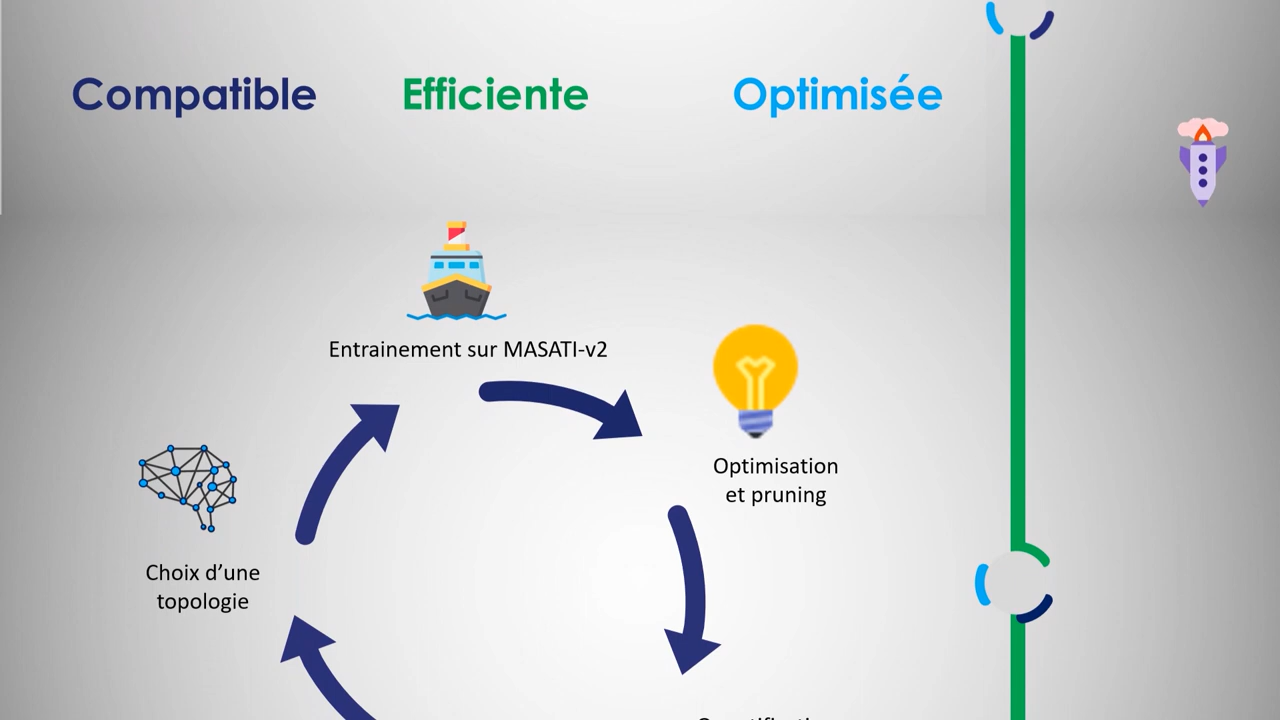 Compatible
Efficiente
Optimisée
Entrainement sur MASATI-v2
Optimisation
et pruning
Choix d’une
topologie